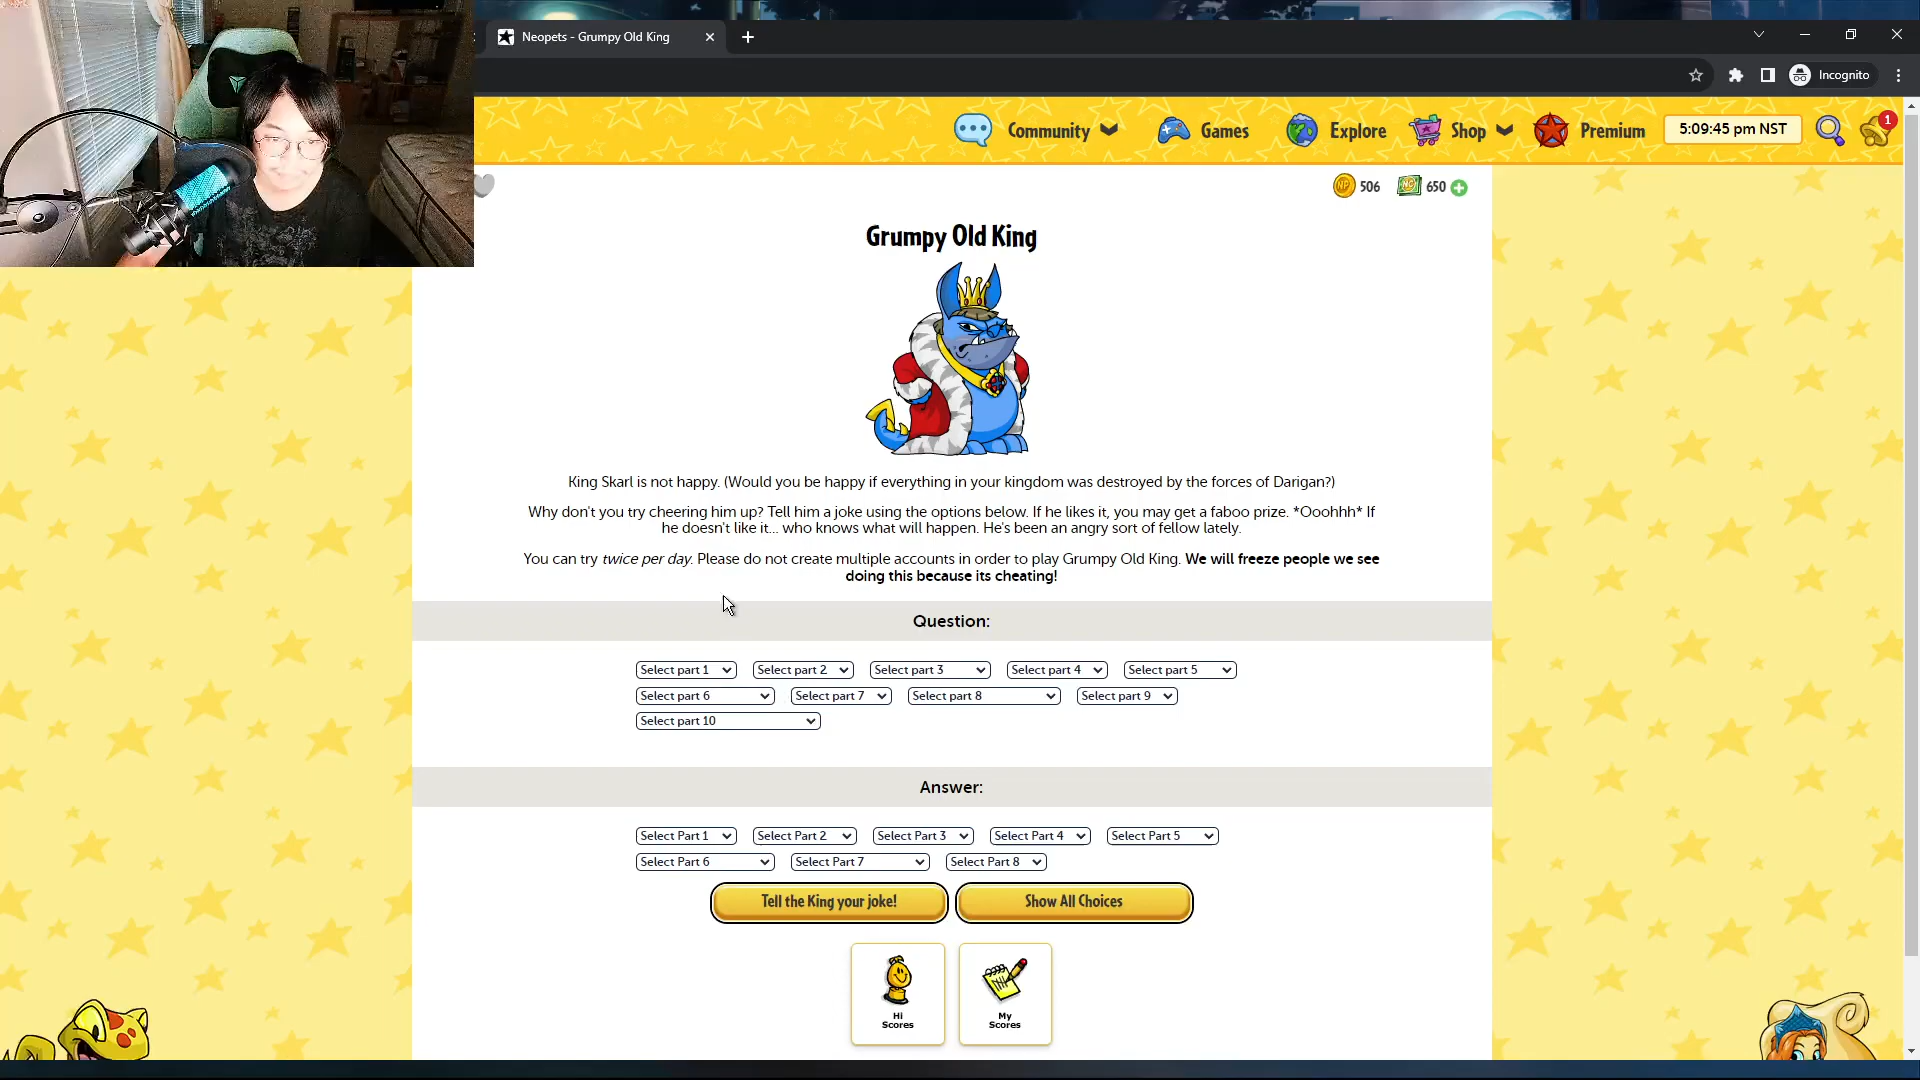 Neopets - Grumpy Old King
Incognito
Community
Games
Explore
Shop
Premium
5:09:45 pm NST
1
NP
506
NC
650
Grumpy Old King
King Skarl is not happy. (Would you be happy if everything in your kingdom was destroyed by the forces of Darigan?)
Why don't you try cheering him up? Tell him a joke using the options below. If he likes it, you may get a faboo prize. *Ooohhh* If
he doesn't like it... who knows what will happen. He's been an angry sort of fellow lately.
You can try twice per day. Please do not create multiple accounts in order to play Grumpy Old King. We will freeze people we see
doing this because its cheating!
Question:
Select part 1 Select part 2 Select part 3 Select part 4 Select part 5
Select part 6 Select part 7 Select part 8 Select part 9
Select part 10
Answer:
Select Part 1 Select Part 2 Select Part 3 Select Part 4 Select Part 5
Select Part 6 Select Part 7 Select Part 8
Tell the King your joke! Show All Choices
Hi
Scores
My
Scores